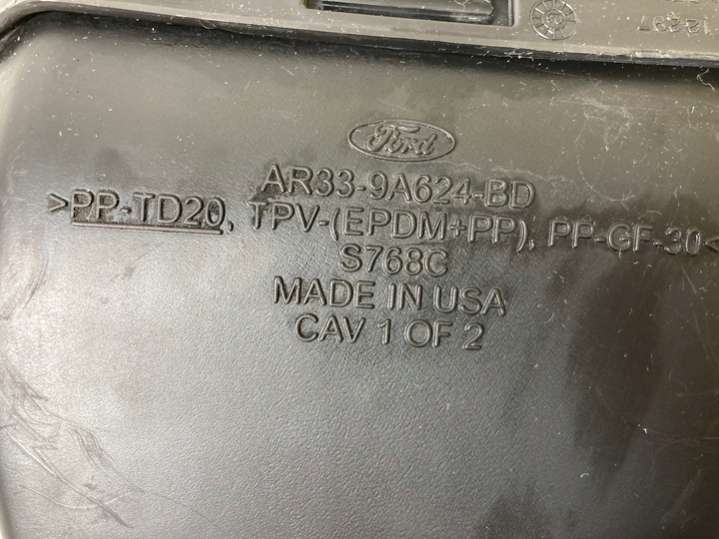 Ford
AR33-9A624-BD
>PP-TD20, TPV-(EPDM+PP), PP-GF-30<
S768C
MADE IN USA
CAV 1 OF 2